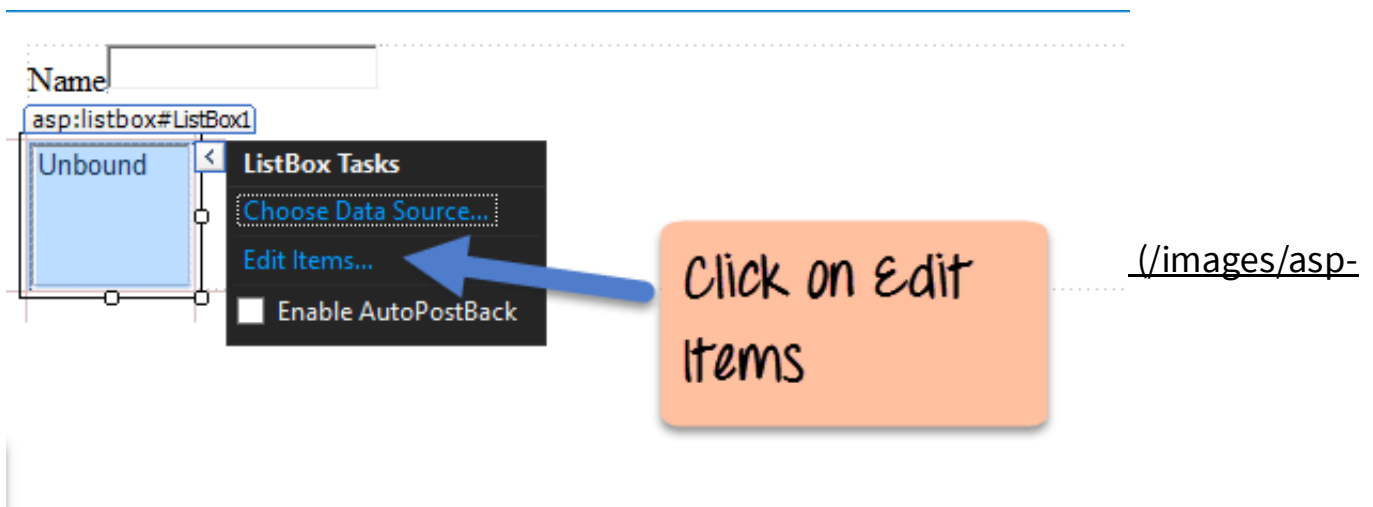 Name
asp:listbox#ListBox1
Unbound
ListBox Tasks
Choose Data Source...
Edit Items...
Enable AutoPostBack
Click on Edit
Items
(/images/asp-